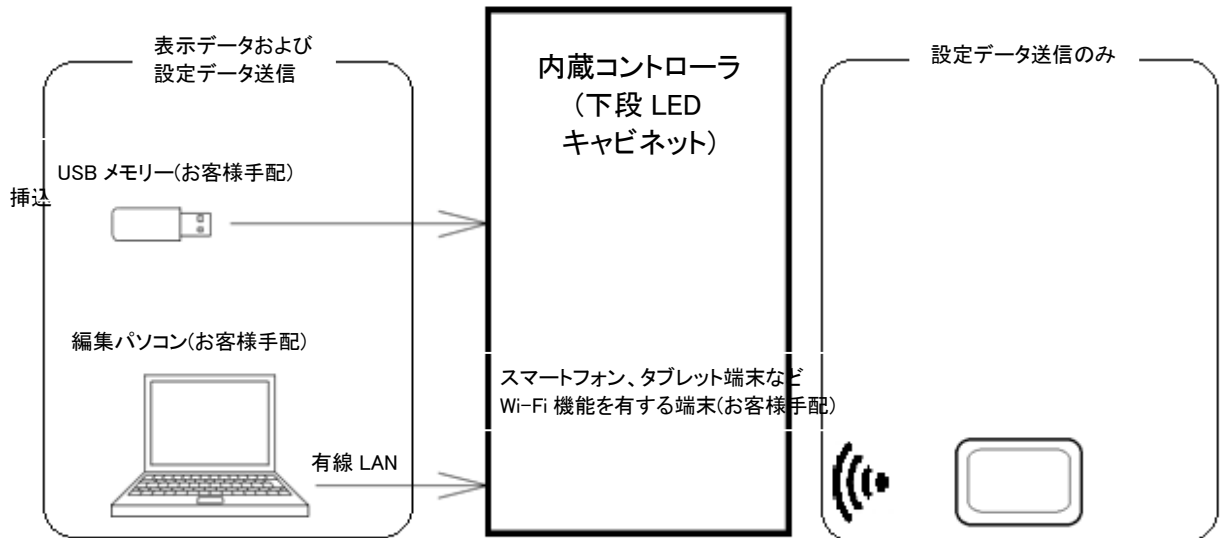 表示データおよび
設定データ送信
USB メモリー(お客様手配)
挿込
編集パソコン(お客様手配)
有線 LAN
内蔵コントローラ
(下段 LED
キャビネット)
スマートフォン、タブレット端末など
Wi-Fi 機能を有する端末(お客様手配)
設定データ送信のみ